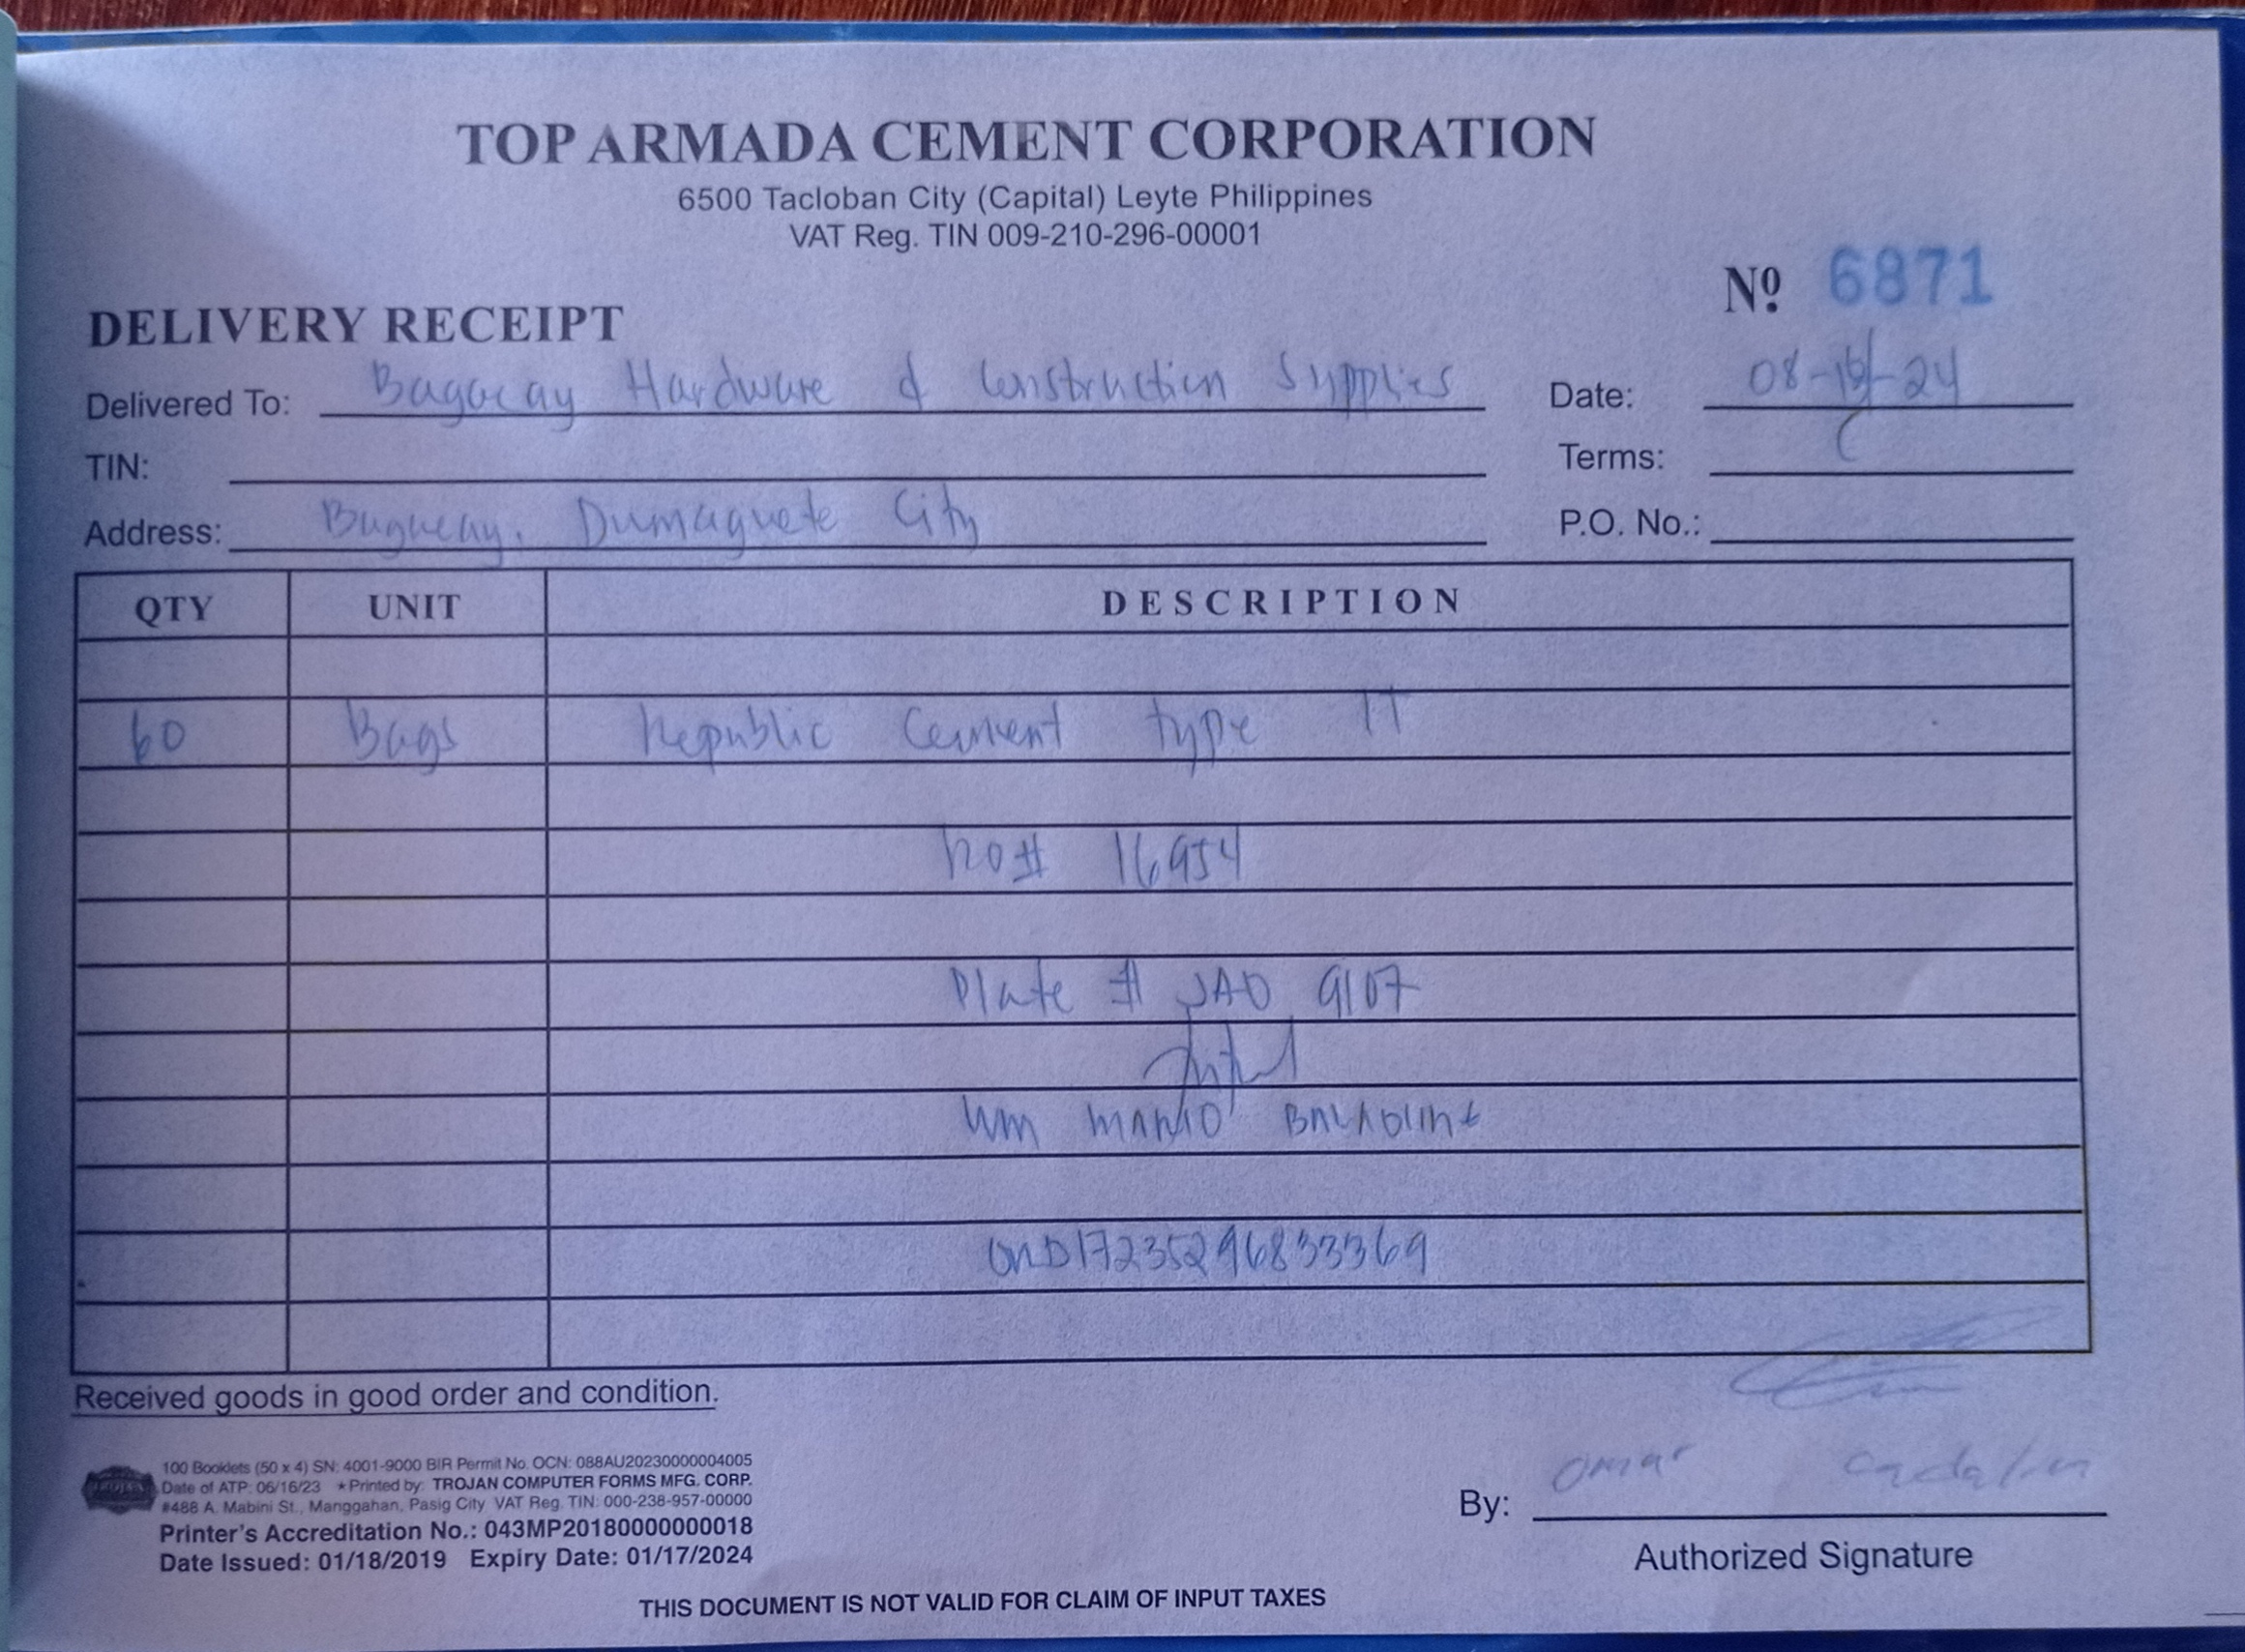 TOP ARMADA CEMENT CORPORATION
6500 Tacloban City (Capital) Leyte Philippines
VAT Reg. TIN 009-210-296-00001
Nº 6871
DELIVERY RECEIPT
Delivered To: Bagacay Hardware & Construction Supplies Date: 08- -24
TIN: Terms:
Address: Bagacay, Dumaguete City P.O. No.:
QTY UNIT DESCRIPTION
60 Bags Republic Cement type 1T
# 16954
Plate # JAO 9107
ORD17235296833369
Received goods in good order and condition.
100 Booklets (50 x 4) SN: 4001-9000 BIR Permit No. OCN: 088AU20230000004005
Date of ATP: 06/16/23 ★Printed by: TROJAN COMPUTER FORMS MFG. CORP.
#488 A. Mabini St., Manggahan, Pasig City VAT Reg. TIN: 000-238-957-00000
Printer's Accreditation No.: 043MP20180000000018
Date Issued: 01/18/2019 Expiry Date: 01/17/2024
By: Omar
Authorized Signature
THIS DOCUMENT IS NOT VALID FOR CLAIM OF INPUT TAXES